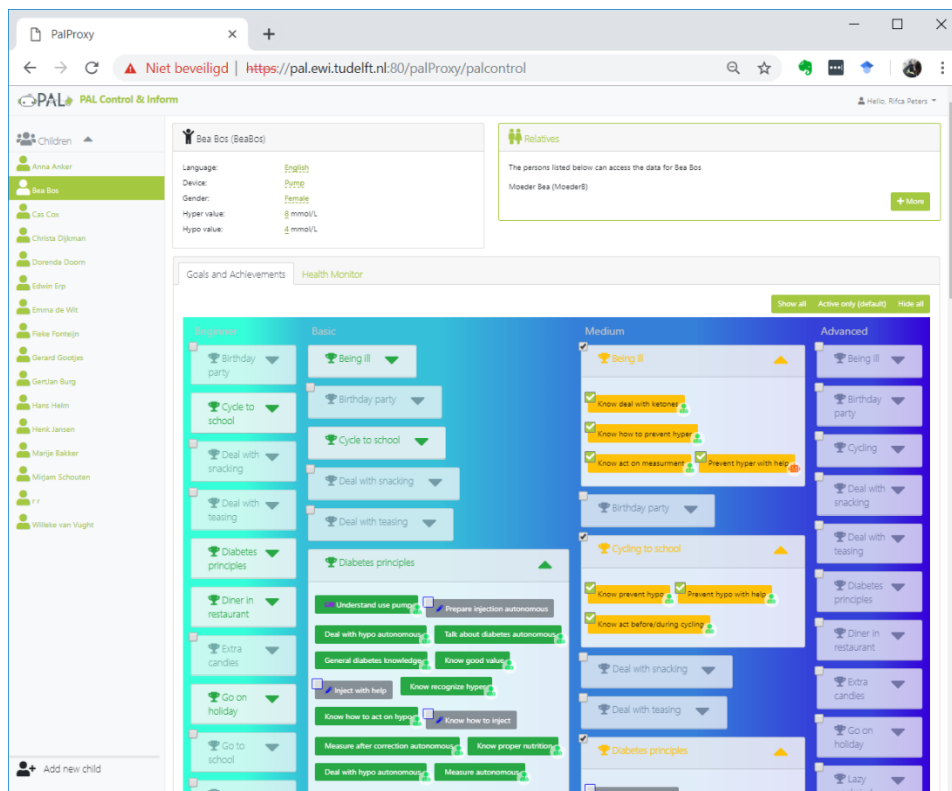 PalProxy
Niet beveiligd | https://pal.ewi.tudelft.nl:80/palProxy/palcontrol
PAL PAL Control & Inform
Hello, Rifca Peters
Children
Anna Anker
Bea Bos
Cas Cos
Christa Dijkman
Dorenda Doorn
Edwin Erp
Emma de Wit
Fieke Fonteijn
Gerard Gootjes
GertJan Burg
Hans Helm
Henk Jansen
Marije Bakker
Mirjam Schouten
r r
Willeke van Vught
Add new child
Bea Bos (BeaBos)
Language: English
Device: Pump
Gender: Female
Hyper value: 8 mmol/L
Hypo value: 4 mmol/L
Relatives
The persons listed below can access the data for Bea Bos
Moeder Bea (MoederB)
+ More
Goals and Achievements Health Monitor
Show all Active only (default) Hide all
Beginner
Birthday
party
Cycle to
school
Deal with
snacking
Deal with
teasing
Diabetes
principles
Diner in
restaurant
Extra
candies
Go on
holiday
Go to
school
Basic
Being ill
Birthday party
Cycle to school
Deal with snacking
Deal with teasing
Diabetes principles
Understand use pump Prepare injection autonomous
Deal with hypo autonomous Talk about diabetes autonomous
General diabetes knowledge Know good value
Inject with help Know recognize hyper
Know how to act on hypo Know how to inject
Measure after correction autonomous Know proper nutrition
Deal with hypo autonomous Measure autonomous
Medium
Being ill
Know deal with ketones
Know how to prevent hyper
Know act on measurment Prevent hyper with help
Birthday party
Cycling to school
Know prevent hypo Prevent hypo with help
Know act before/during cycling
Deal with snacking
Deal with teasing
Diabetes principles
Advanced
Being ill
Birthday
party
Cycling
Deal with
snacking
Deal with
teasing
Diabetes
principles
Diner in
restaurant
Extra
candies
Go on
holiday
Lazy